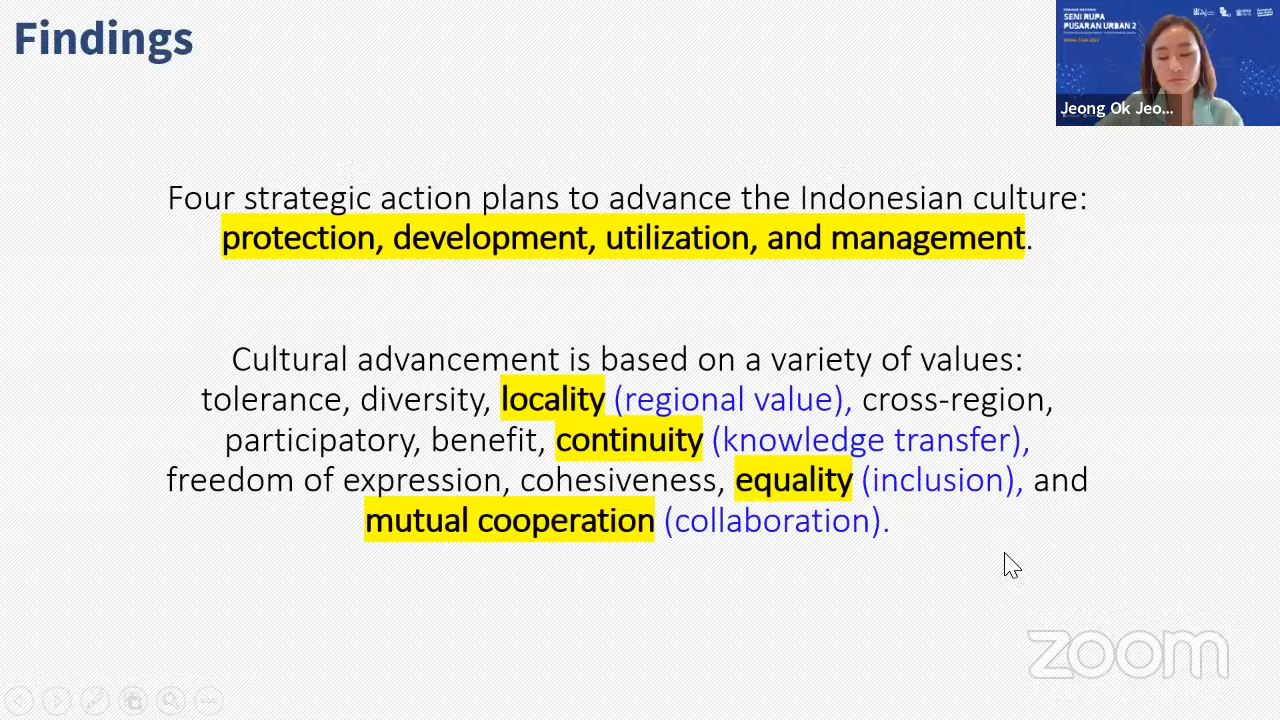 Findings
SENI RUPA
PUSARAN URBAN 2
Jeong Ok Jeo...
Four strategic action plans to advance the Indonesian culture:
protection, development, utilization, and management.
Cultural advancement is based on a variety of values:
tolerance, diversity, locality (regional value), cross-region,
participatory, benefit, continuity (knowledge transfer),
freedom of expression, cohesiveness, equality (inclusion), and
mutual cooperation (collaboration).
zoom